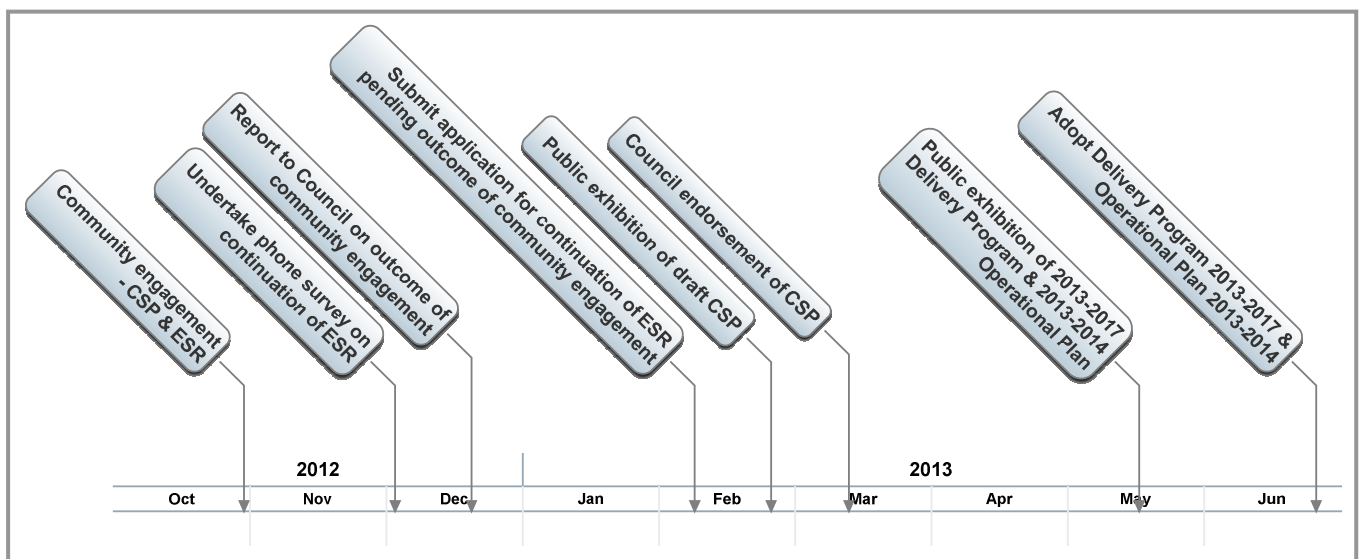 Community engagement
- CSP & ESR
Undertake phone survey on
continuation of ESR
Report to Council on outcome of
community engagement
Submit application for continuation of ESR
pending outcome of community engagement
Public exhibition of draft CSP
Council endorsement of CSP
Public exhibition of 2013-2017
Delivery Program & 2013-2014
Operational Plan
Adopt Delivery Program 2013-2017 &
Operational Plan 2013-2014
2012 2013
Oct Nov Dec Jan Feb Mar Apr May Jun